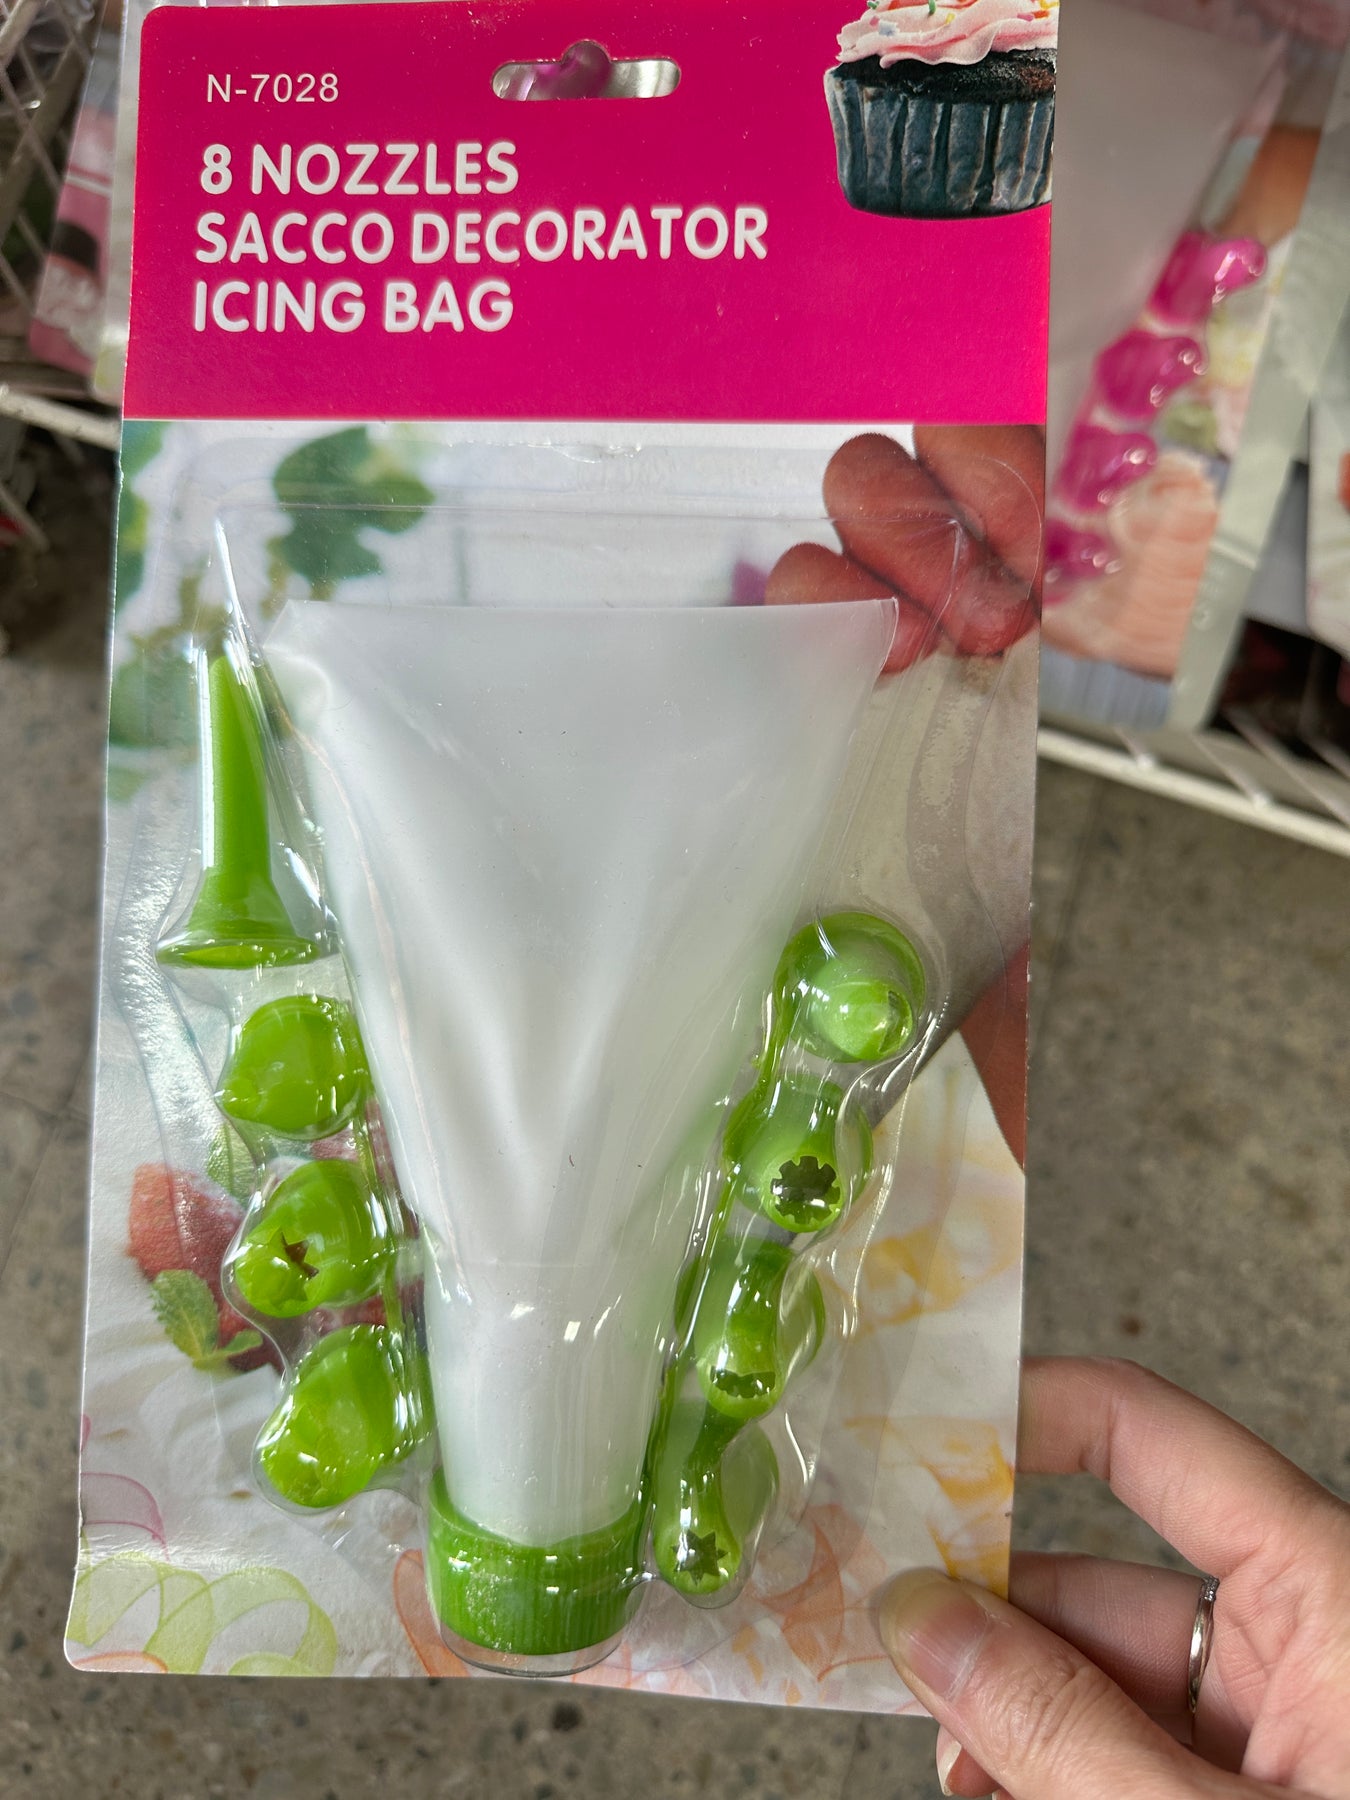 N-7028
8 NOZZLES
SACCO DECORATOR
ICING BAG